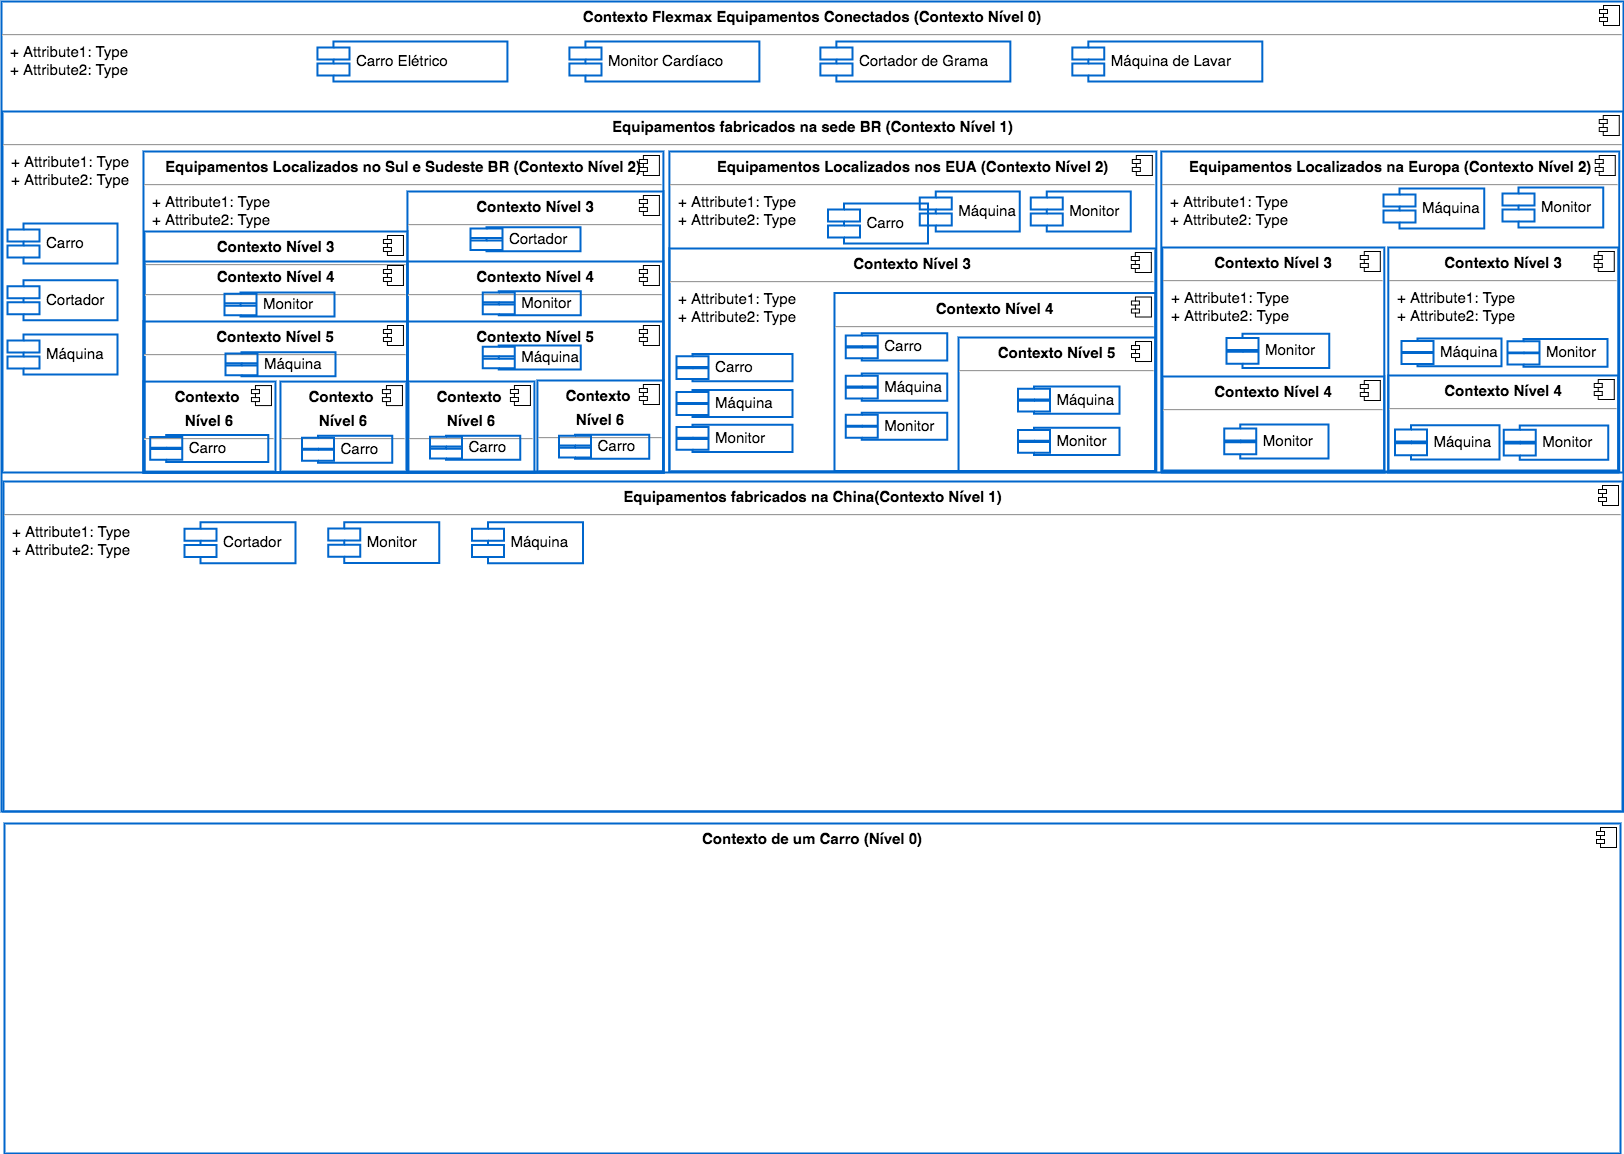 Contexto Flexmax Equipamentos Conectados (Contexto Nível 0)
+ Attribute1: Type
+ Attribute2: Type
Carro Elétrico
Monitor Cardíaco
Cortador de Grama
Máquina de Lavar
Equipamentos fabricados na sede BR (Contexto Nível 1)
+ Attribute1: Type
+ Attribute2: Type
Carro
Cortador
Máquina
Equipamentos Localizados no Sul e Sudeste BR (Contexto Nível 2)
+ Attribute1: Type
+ Attribute2: Type
Contexto Nível 3
Contexto Nível 4
Monitor
Contexto Nível 5
Máquina
Contexto
Nível 6
Carro
Contexto
Nível 6
Carro
Contexto Nível 3
Cortador
Contexto Nível 4
Monitor
Contexto Nível 5
Máquina
Contexto
Nível 6
Carro
Contexto
Nível 6
Carro
Equipamentos Localizados nos EUA (Contexto Nível 2)
+ Attribute1: Type
+ Attribute2: Type
Carro
Máquina
Monitor
Contexto Nível 3
+ Attribute1: Type
+ Attribute2: Type
Carro
Máquina
Monitor
Contexto Nível 4
Carro
Máquina
Monitor
Contexto Nível 5
Máquina
Monitor
Equipamentos Localizados na Europa (Contexto Nível 2)
+ Attribute1: Type
+ Attribute2: Type
Máquina
Monitor
Contexto Nível 3
+ Attribute1: Type
+ Attribute2: Type
Monitor
Contexto Nível 4
Monitor
Contexto Nível 3
+ Attribute1: Type
+ Attribute2: Type
Máquina
Monitor
Contexto Nível 4
Máquina
Monitor
Equipamentos fabricados na China(Contexto Nível 1)
+ Attribute1: Type
+ Attribute2: Type
Cortador
Monitor
Máquina
Contexto de um Carro (Nível 0)